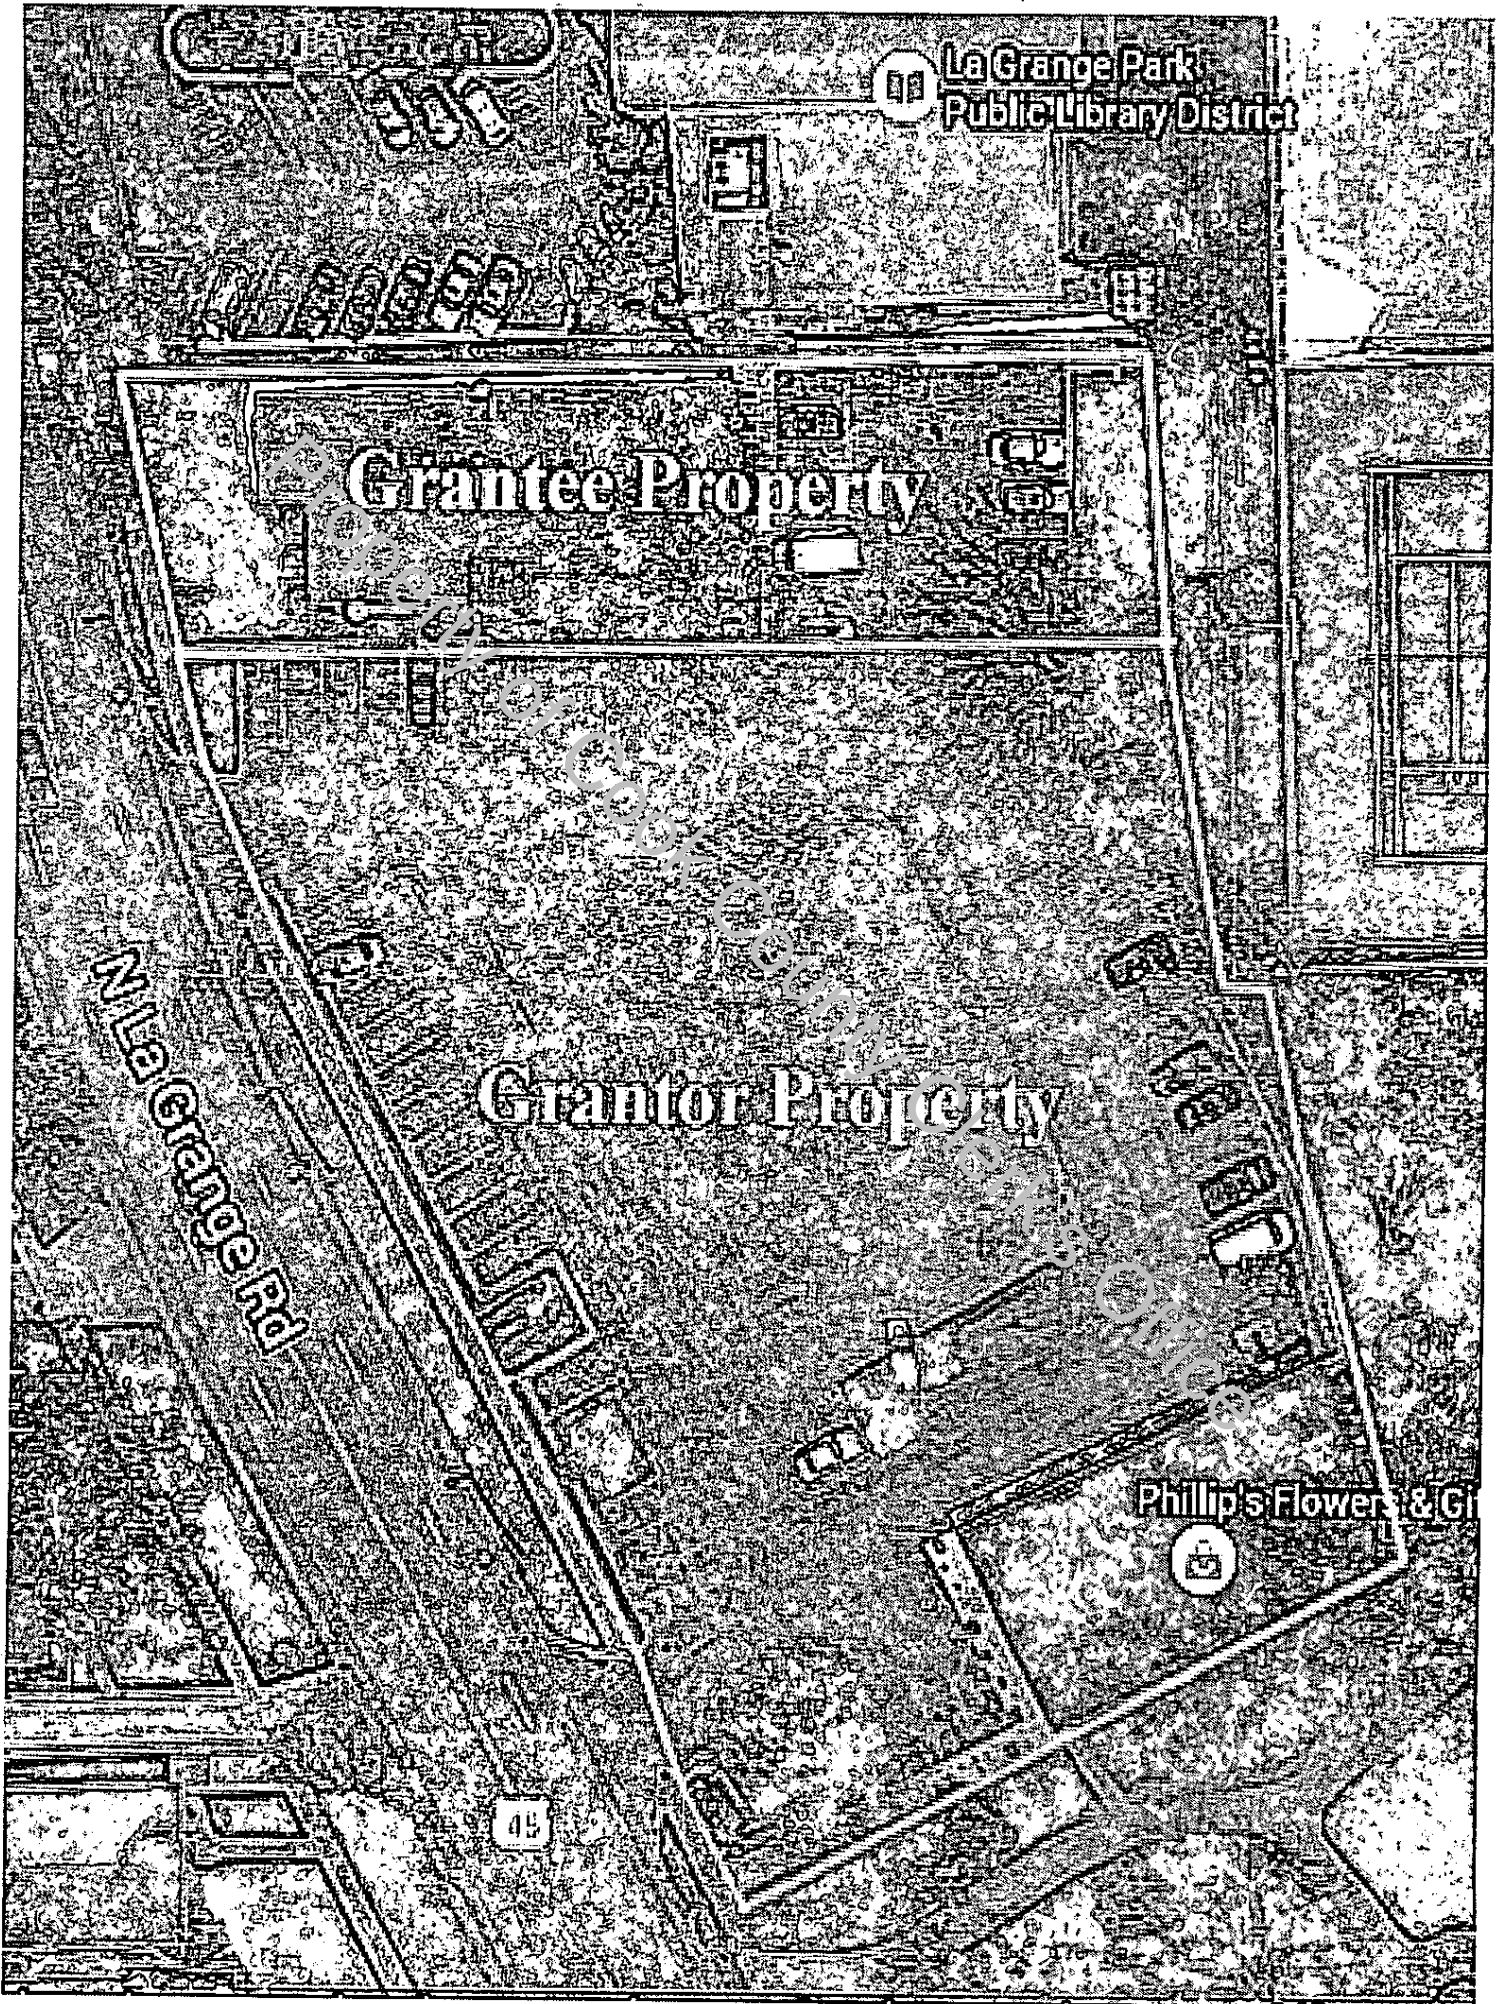 La Grange Park
Public Library District
Grantee Property
Property of Cook County Clerk's Office
N La Grange Rd
Grantor Property
Phillip's Flowers & Gi
45